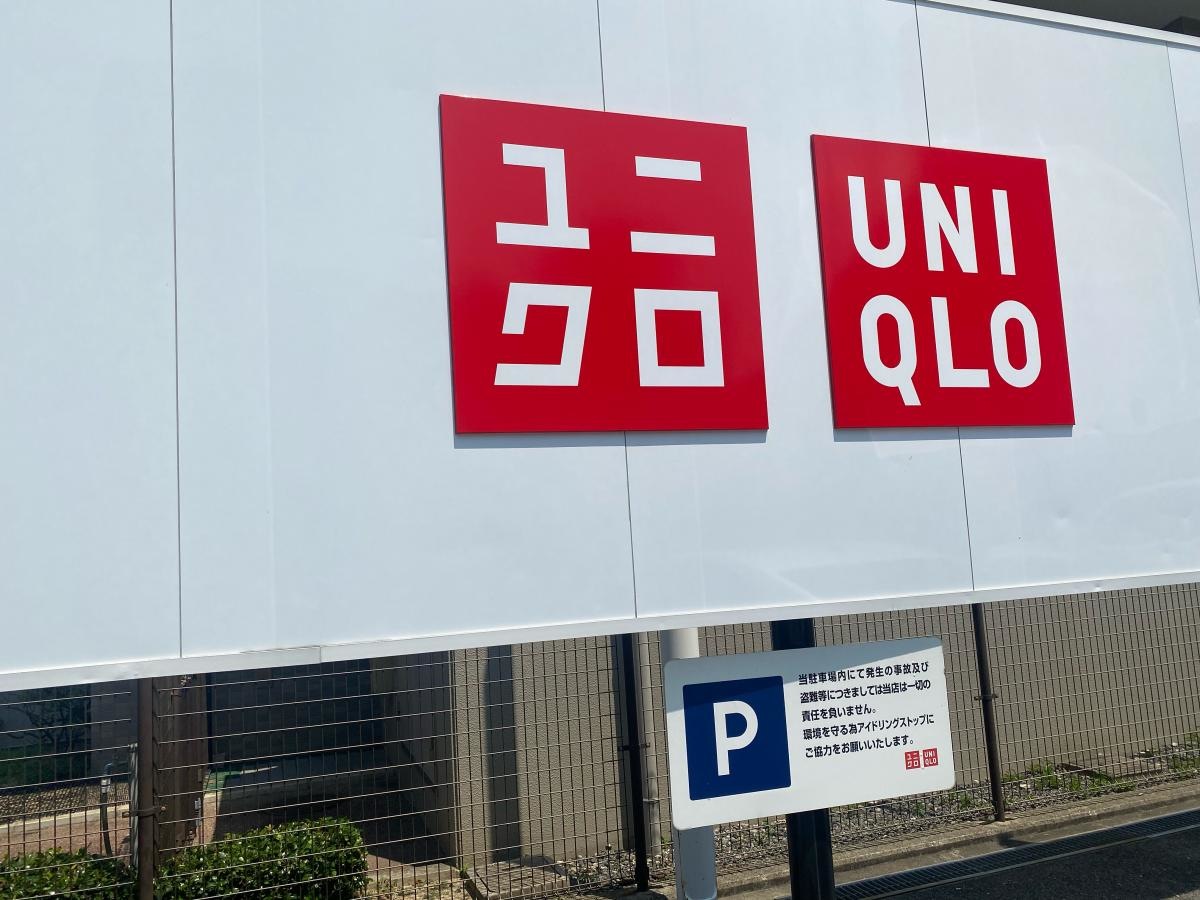 ユニ
クロ
UNI
QLO
P
当駐車場内にて発生の事故及び
盗難等につきましては当店は一切の
責任を負いません。
環境を守る為アイドリングストップに
ご協力をお願いいたします。
ユニ
クロ
UNI
QLO